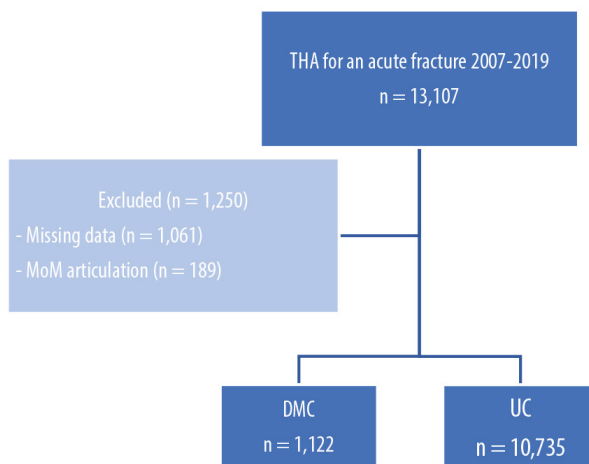 THA for an acute fracture 2007-2019
n = 13,107
Excluded (n = 1,250)
- Missing data (n = 1,061)
- MoM articulation (n = 189)
DMC
n = 1,122
UC
n = 10,735